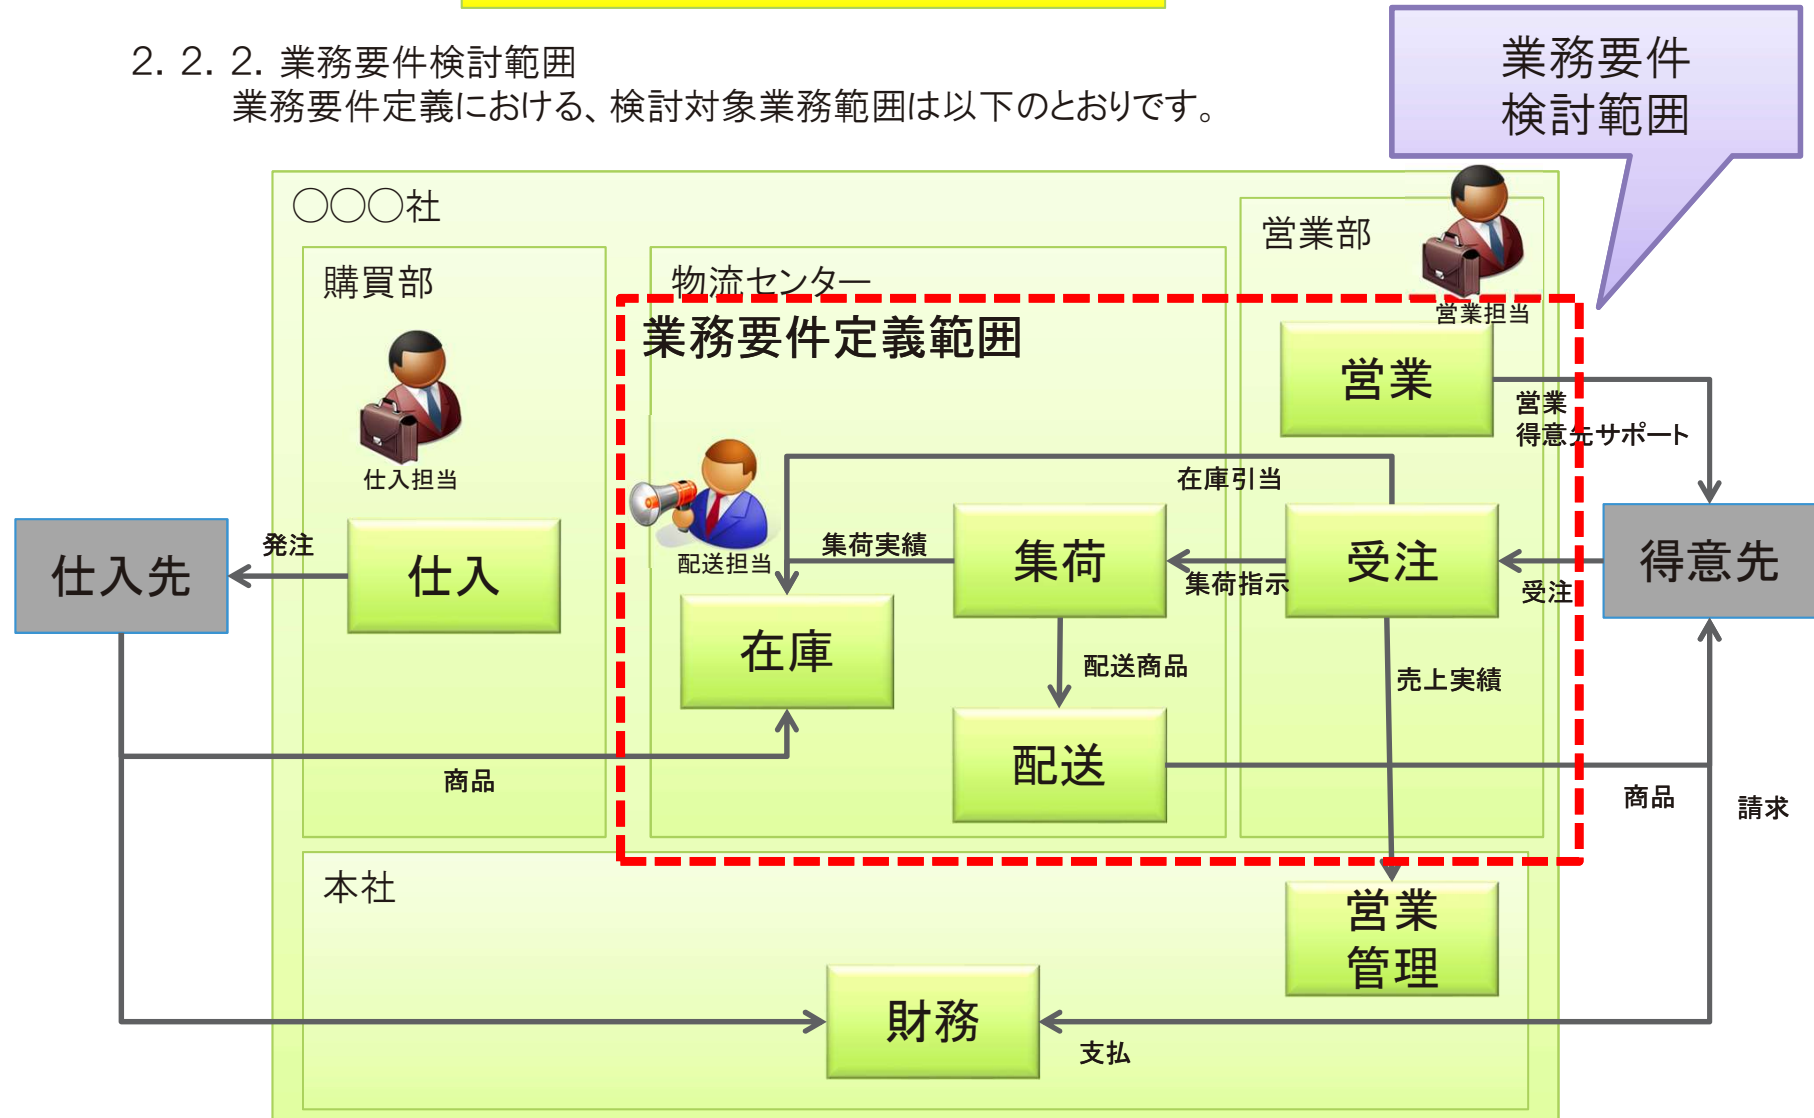 2. 2. 2. 業務要件検討範囲
業務要件定義における、検討対象業務範囲は以下のとおりです。
業務要件
検討範囲
〇〇〇社
営業部
購買部
物流センター
営業担当
業務要件定義範囲
営業
営業
得意先サポート
仕入担当
在庫引当
発注
集荷実績
配送担当
仕入先
仕入
集荷
集荷指示
受注
受注
得意先
在庫
配送商品
売上実績
配送
商品
商品
請求
本社
営業
管理
財務
支払